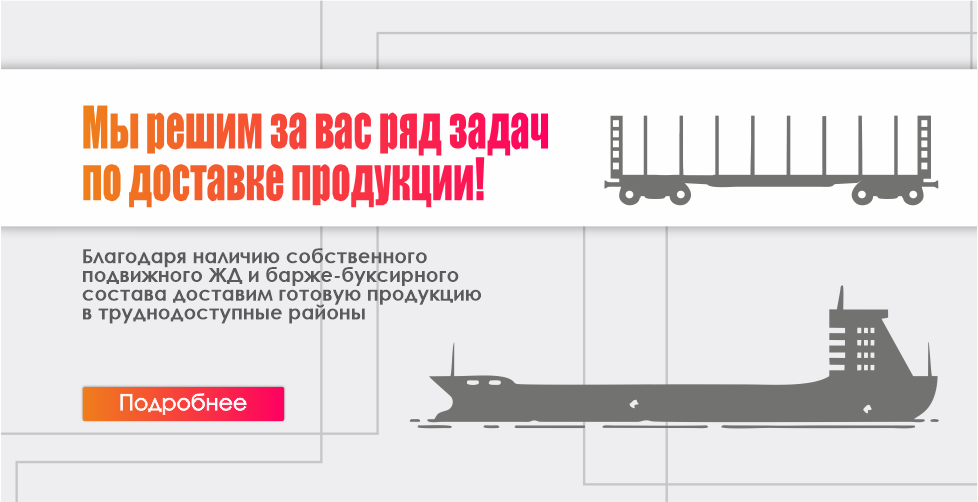 Мы решим за вас ряд задач
по доставке продукции!
Благодаря наличию собственного
подвижного ЖД и барже-буксирного
состава доставим готовую продукцию
в труднодоступные районы
Подробнее